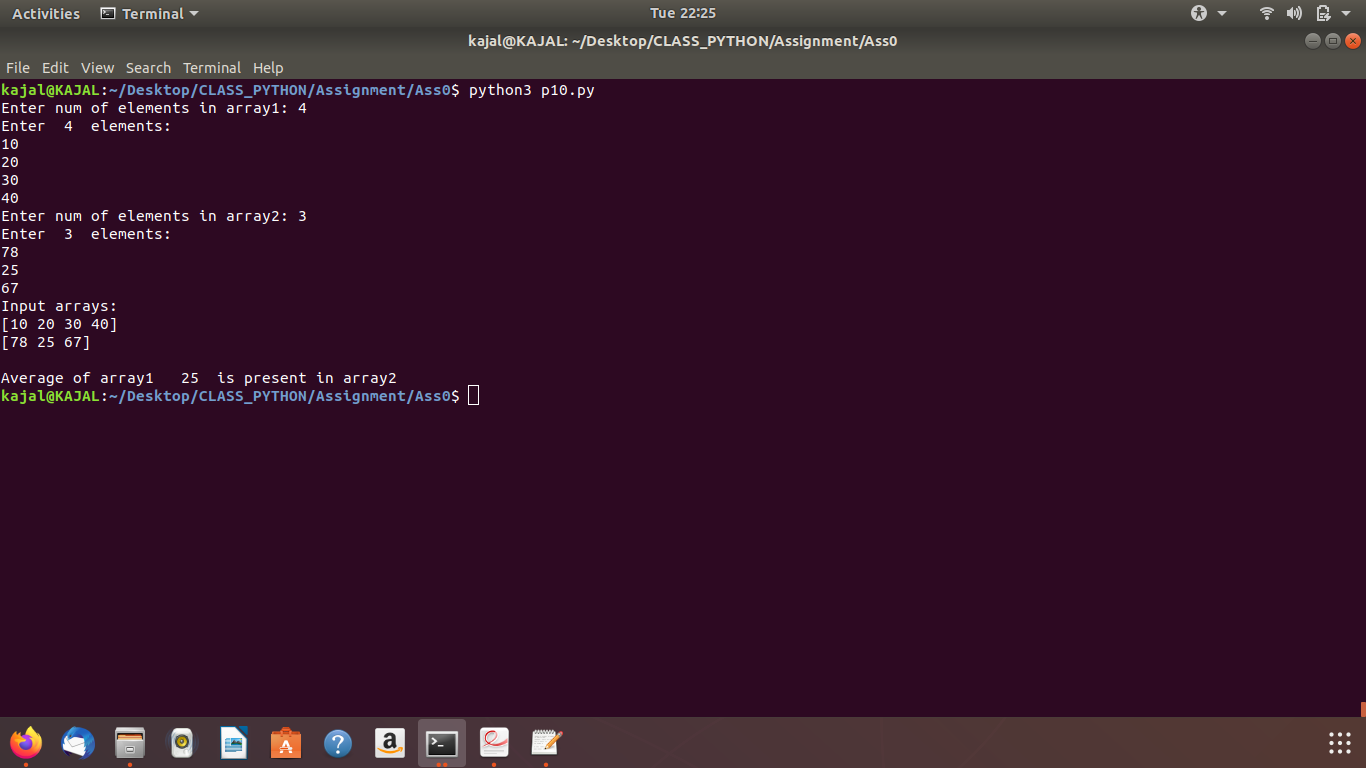 Activities Terminal Tue 22:25
kajal@KAJAL: ~/Desktop/CLASS_PYTHON/Assignment/Ass0
File Edit View Search Terminal Help
kajal@KAJAL:~/Desktop/CLASS_PYTHON/Assignment/Ass0$ python3 p10.py
Enter num of elements in array1: 4
Enter  4  elements:
10
20
30
40
Enter num of elements in array2: 3
Enter  3  elements:
78
25
67
Input arrays:
[10 20 30 40]
[78 25 67]
Average of array1   25  is present in array2
kajal@KAJAL:~/Desktop/CLASS_PYTHON/Assignment/Ass0$